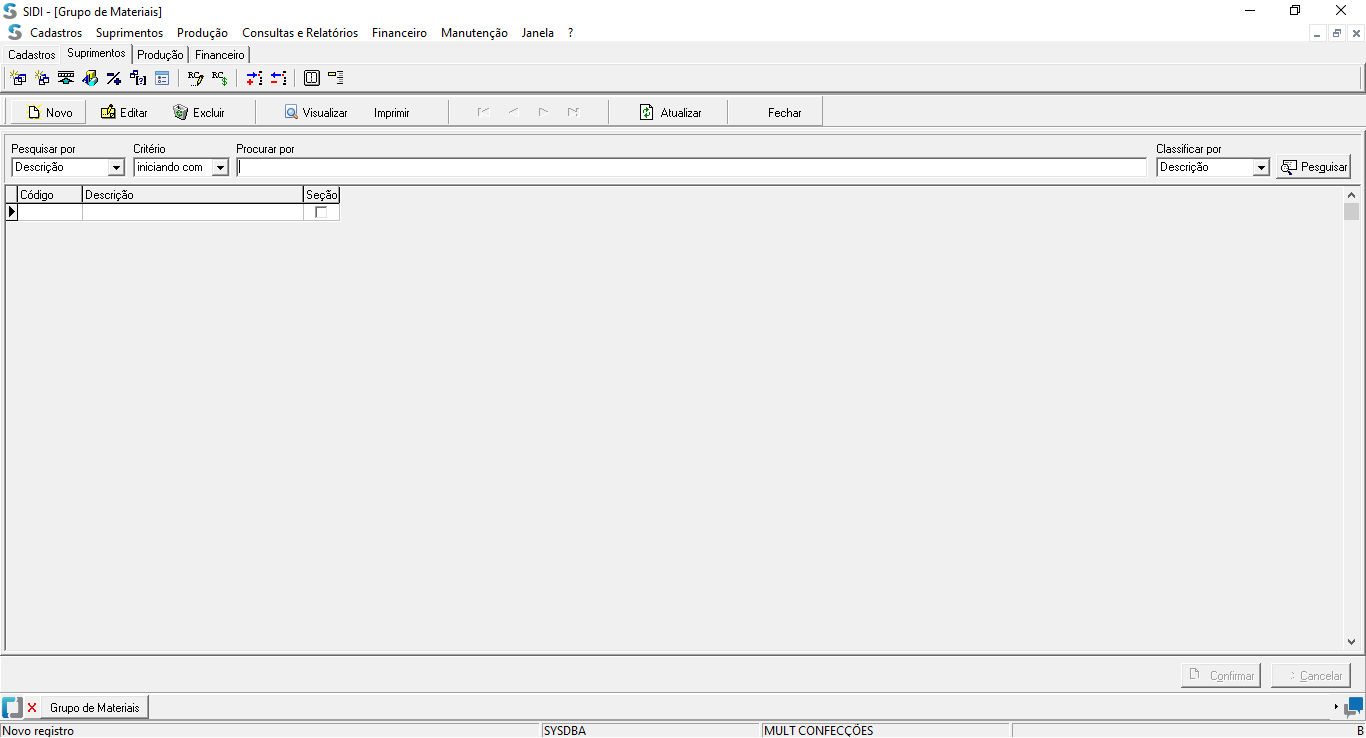 SIDI - [Grupo de Materiais]
Cadastros Suprimentos Produção Consultas e Relatórios Financeiro Manutenção Janela ?
Cadastros Suprimentos Produção Financeiro
RC RC
Novo Editar Excluir Visualizar Imprimir Atualizar Fechar
Pesquisar por Critério Procurar por Classificar por
Descrição iniciando com Descrição Pesquisar
Código Descrição Seção
Confirmar Cancelar
Grupo de Materiais
Novo registro SYSDBA MULT CONFECÇÕES B